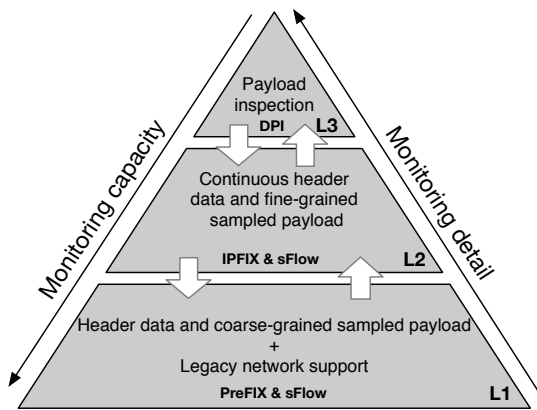 Monitoring capacity
Monitoring detail
Payload
inspection
DPI
L3
Continuous header
data and fine-grained
sampled payload
IPFIX & sFlow
L2
Header data and coarse-grained sampled payload
+
Legacy network support
PreFIX & sFlow
L1